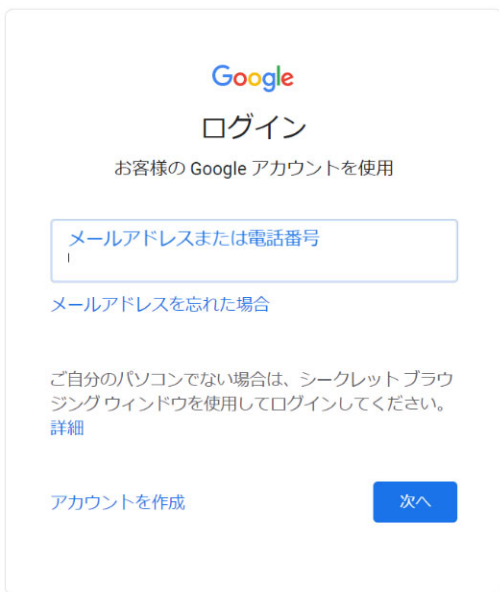 Google
ログイン
お客様の Google アカウントを使用
メールアドレスまたは電話番号
メールアドレスを忘れた場合
ご自分のパソコンでない場合は、シークレット ブラウ
ジング ウィンドウを使用してログインしてください。
詳細
アカウントを作成
次へ